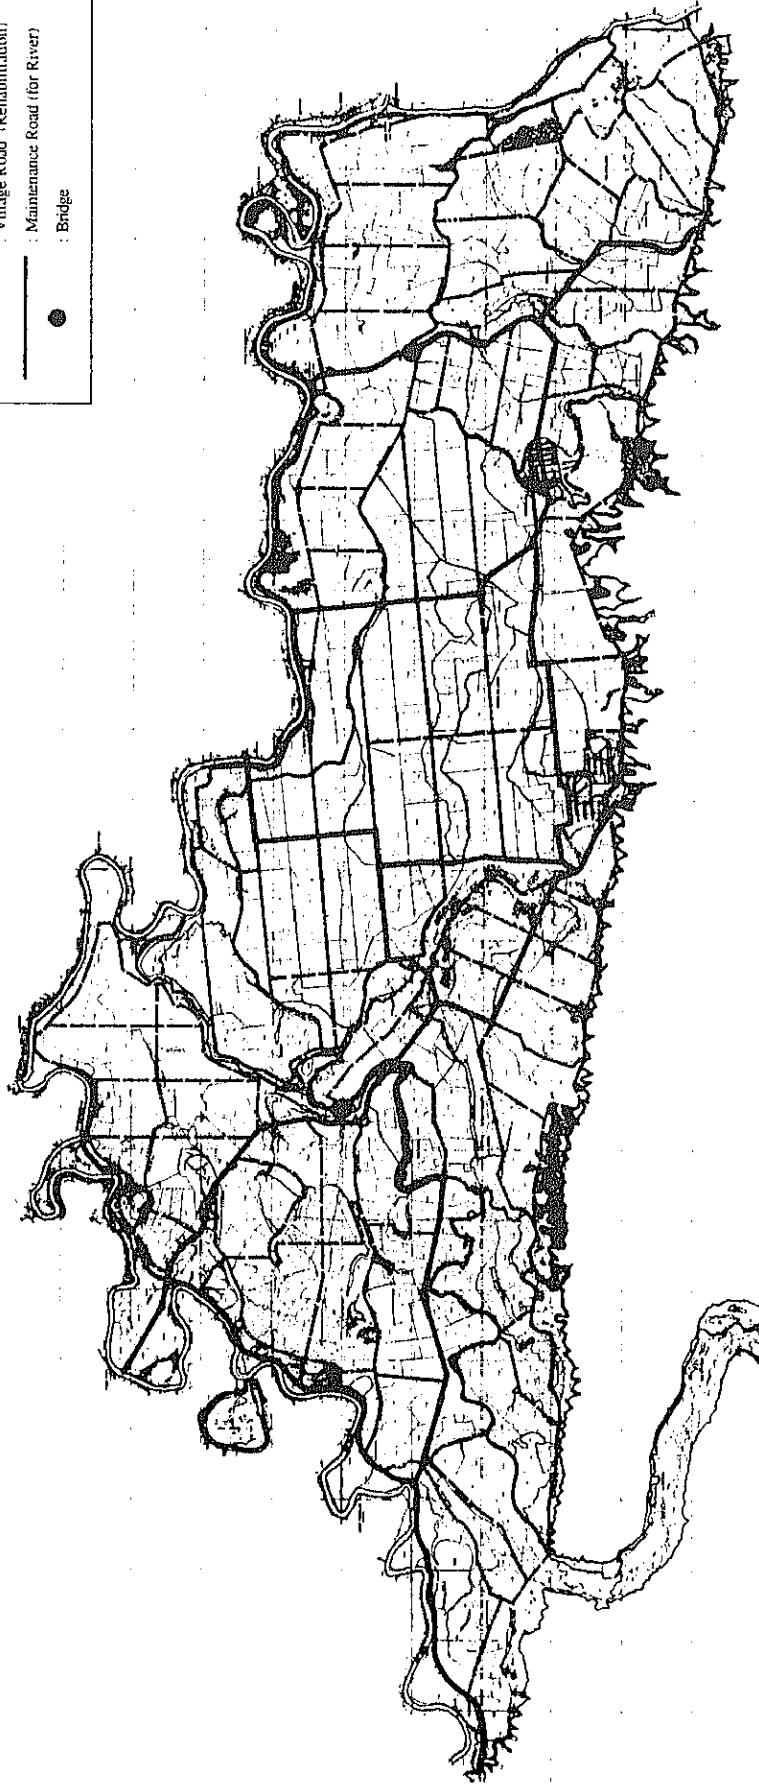 : Village Road (Rehabilitation)
: Maintenance Road (for River)
: Bridge